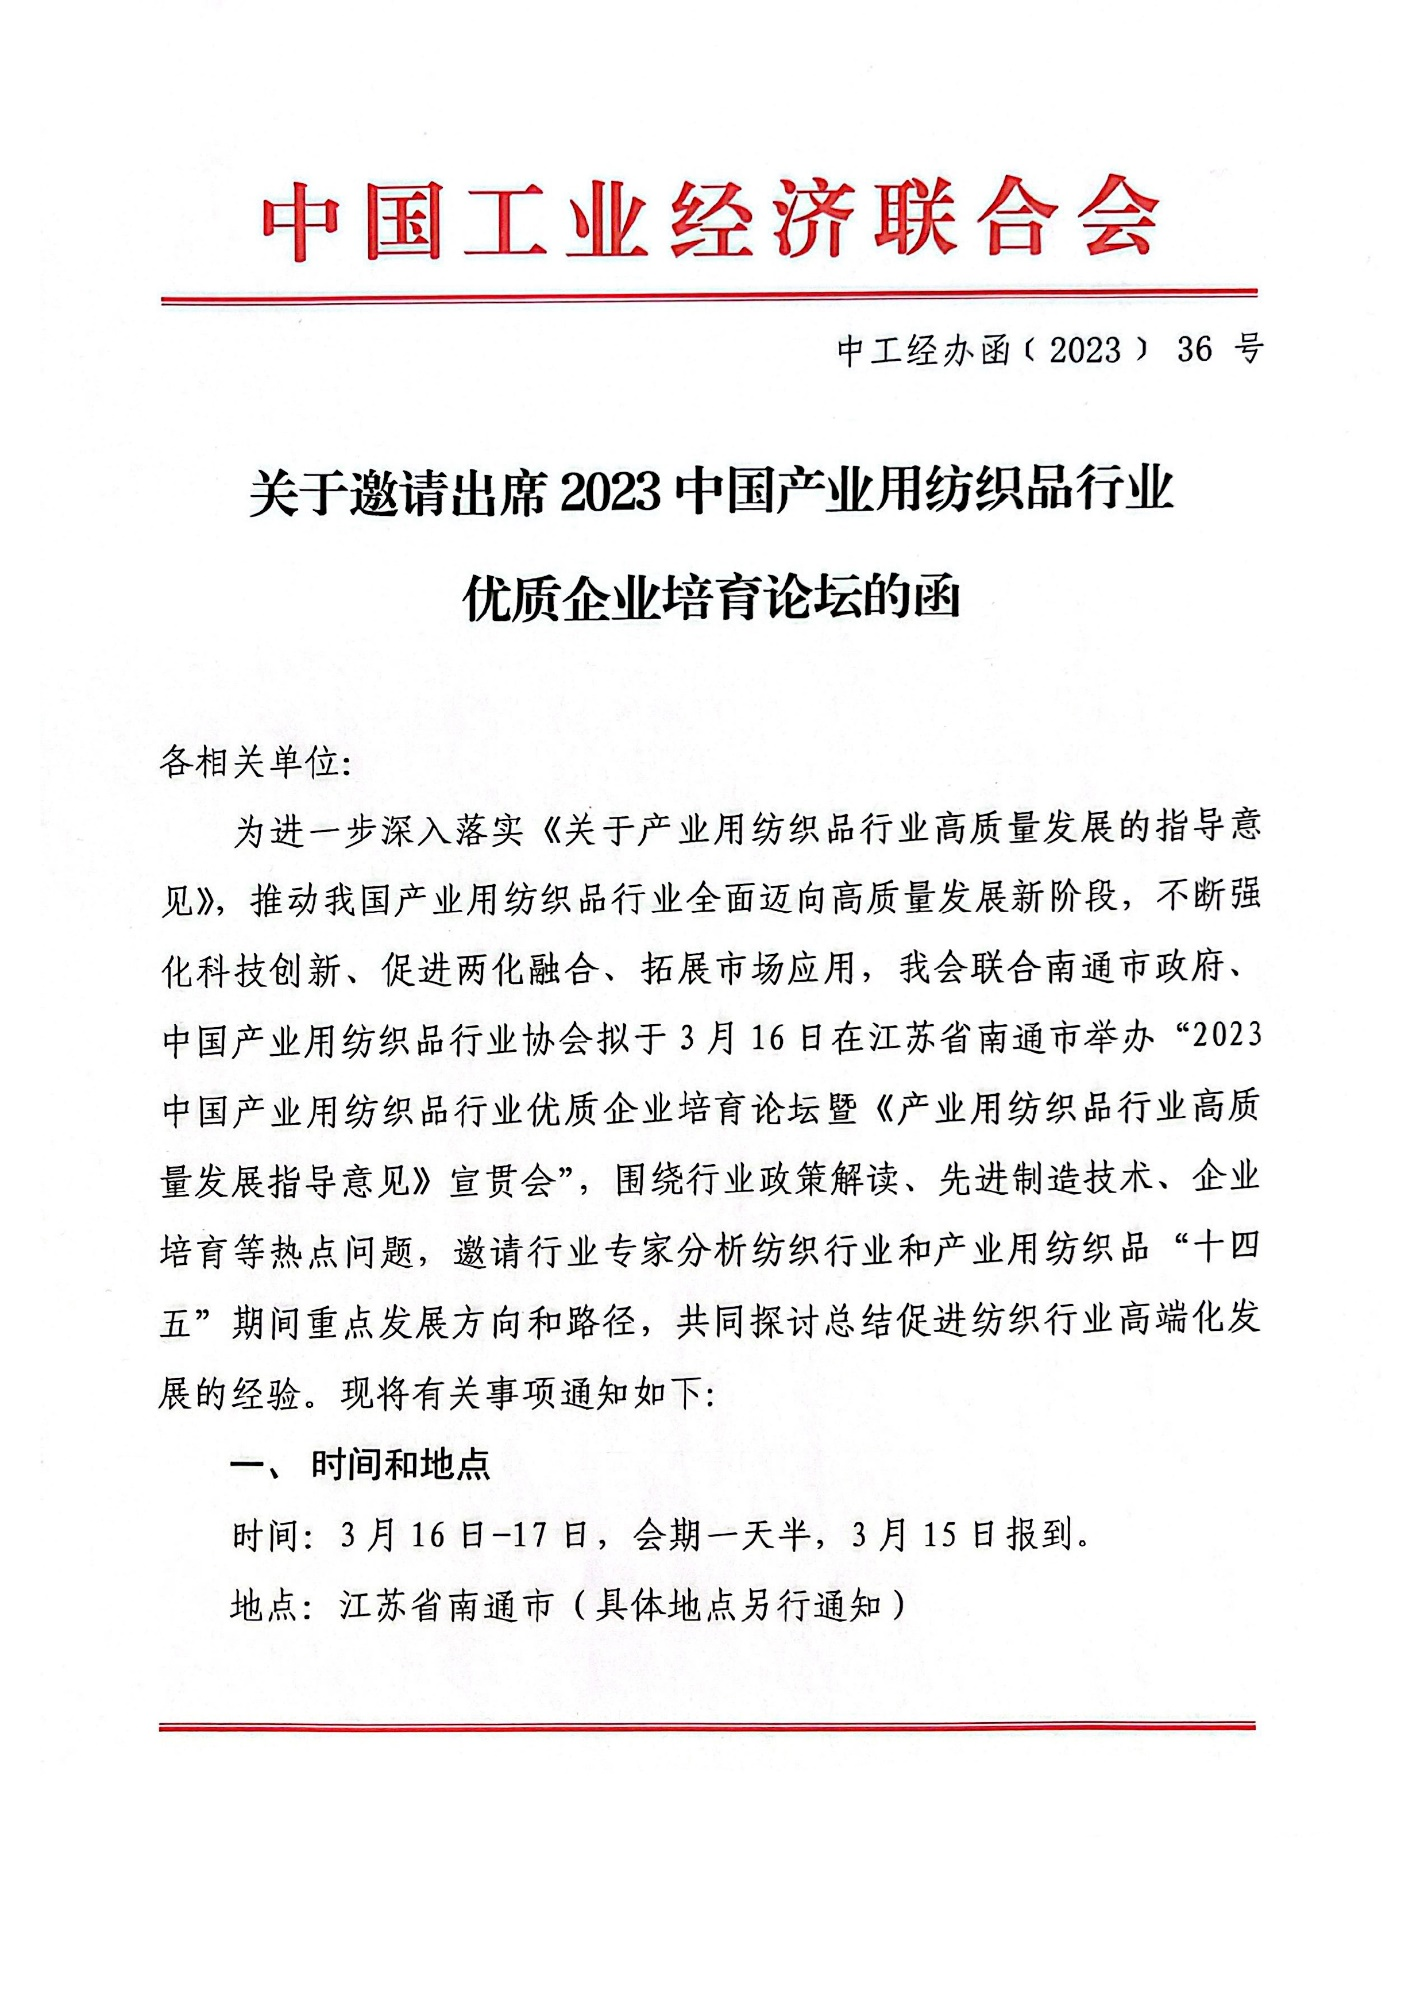 中国工业经济联合会
中工经办函﹝2023﹞ 36 号
关于邀请出席 2023 中国产业用纺织品行业
优质企业培育论坛的函
各相关单位：
为进一步深入落实《关于产业用纺织品行业高质量发展的指导意
见》，推动我国产业用纺织品行业全面迈向高质量发展新阶段，不断强
化科技创新、促进两化融合、拓展市场应用，我会联合南通市政府、
中国产业用纺织品行业协会拟于 3 月 16 日在江苏省南通市举办“2023
中国产业用纺织品行业优质企业培育论坛暨《产业用纺织品行业高质
量发展指导意见》宣贯会”，围绕行业政策解读、先进制造技术、企业
培育等热点问题，邀请行业专家分析纺织行业和产业用纺织品“十四
五”期间重点发展方向和路径，共同探讨总结促进纺织行业高端化发
展的经验。现将有关事项通知如下：
一、 时间和地点
时间：3 月 16 日-17 日，会期一天半，3 月 15 日报到。
地点：江苏省南通市（具体地点另行通知）